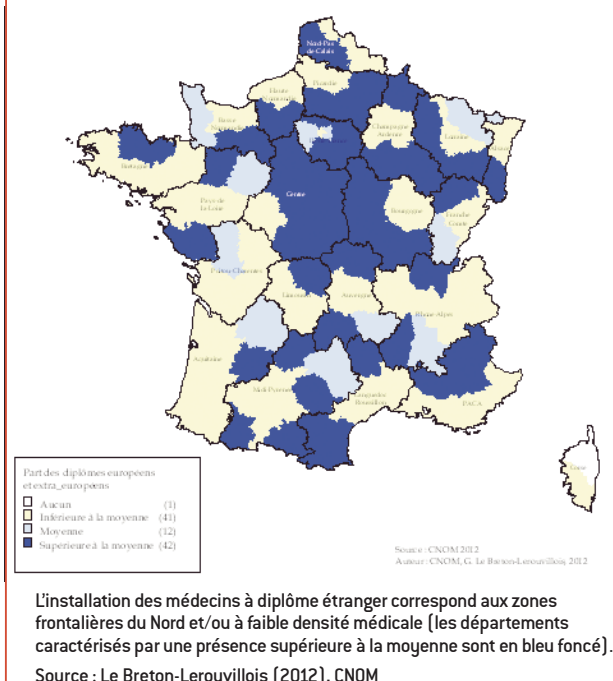 Nord-Pas
de-Calais
Picardie
Haute
Normandie
Basse
Normandie
Champagne
Ardenne
Lorraine
Alsace
Bretagne
Pays de
La Loire
Centre
Bourgogne
Franche
Comté
Poitou-Charentes
Limousin
Auvergne
Rhône-Alpes
Aquitaine
Midi-Pyrénées
Languedoc
Roussillon
PACA
Corse
Part des diplômes européens
et extra_européens
Aucun (1)
Inférieure à la moyenne (41)
Moyenne (12)
Supérieure à la moyenne (42)
Source : CNOM 2012
Auteur : CNOM, G. Le Breton-Lerouvillois, 2012
L'installation des médecins à diplôme étranger correspond aux zones
frontalières du Nord et/ou à faible densité médicale (les départements
caractérisés par une présence supérieure à la moyenne sont en bleu foncé).
Source : Le Breton-Lerouvillois (2012), CNOM